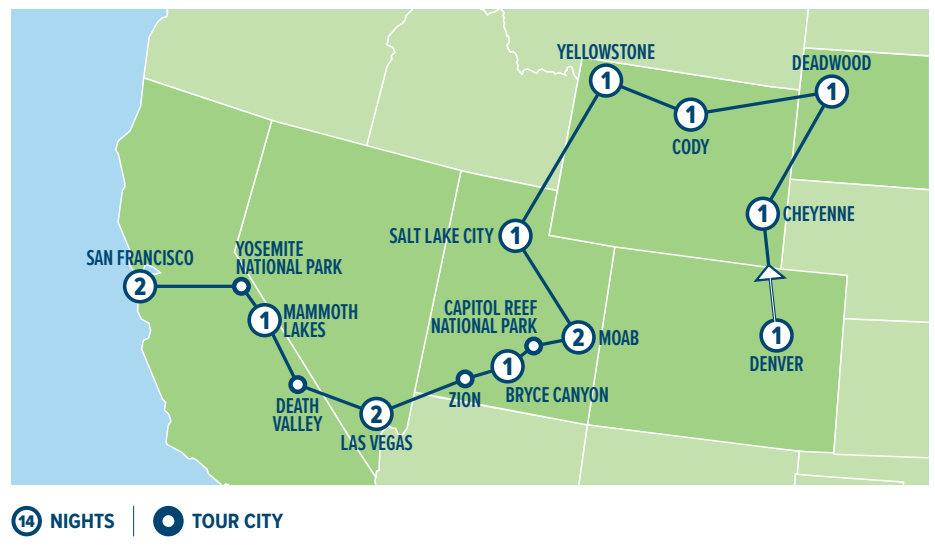 YELLOWSTONE
1
DEADWOOD
1
1
CODY
1
CHEYENNE
SALT LAKE CITY
1
SAN FRANCISCO
2
YOSEMITE
NATIONAL PARK
1
MAMMOTH
LAKES
CAPITOL REEF
NATIONAL PARK
2
MOAB
1
DENVER
1
BRYCE CANYON
ZION
DEATH
VALLEY
2
LAS VEGAS
14 NIGHTS
TOUR CITY